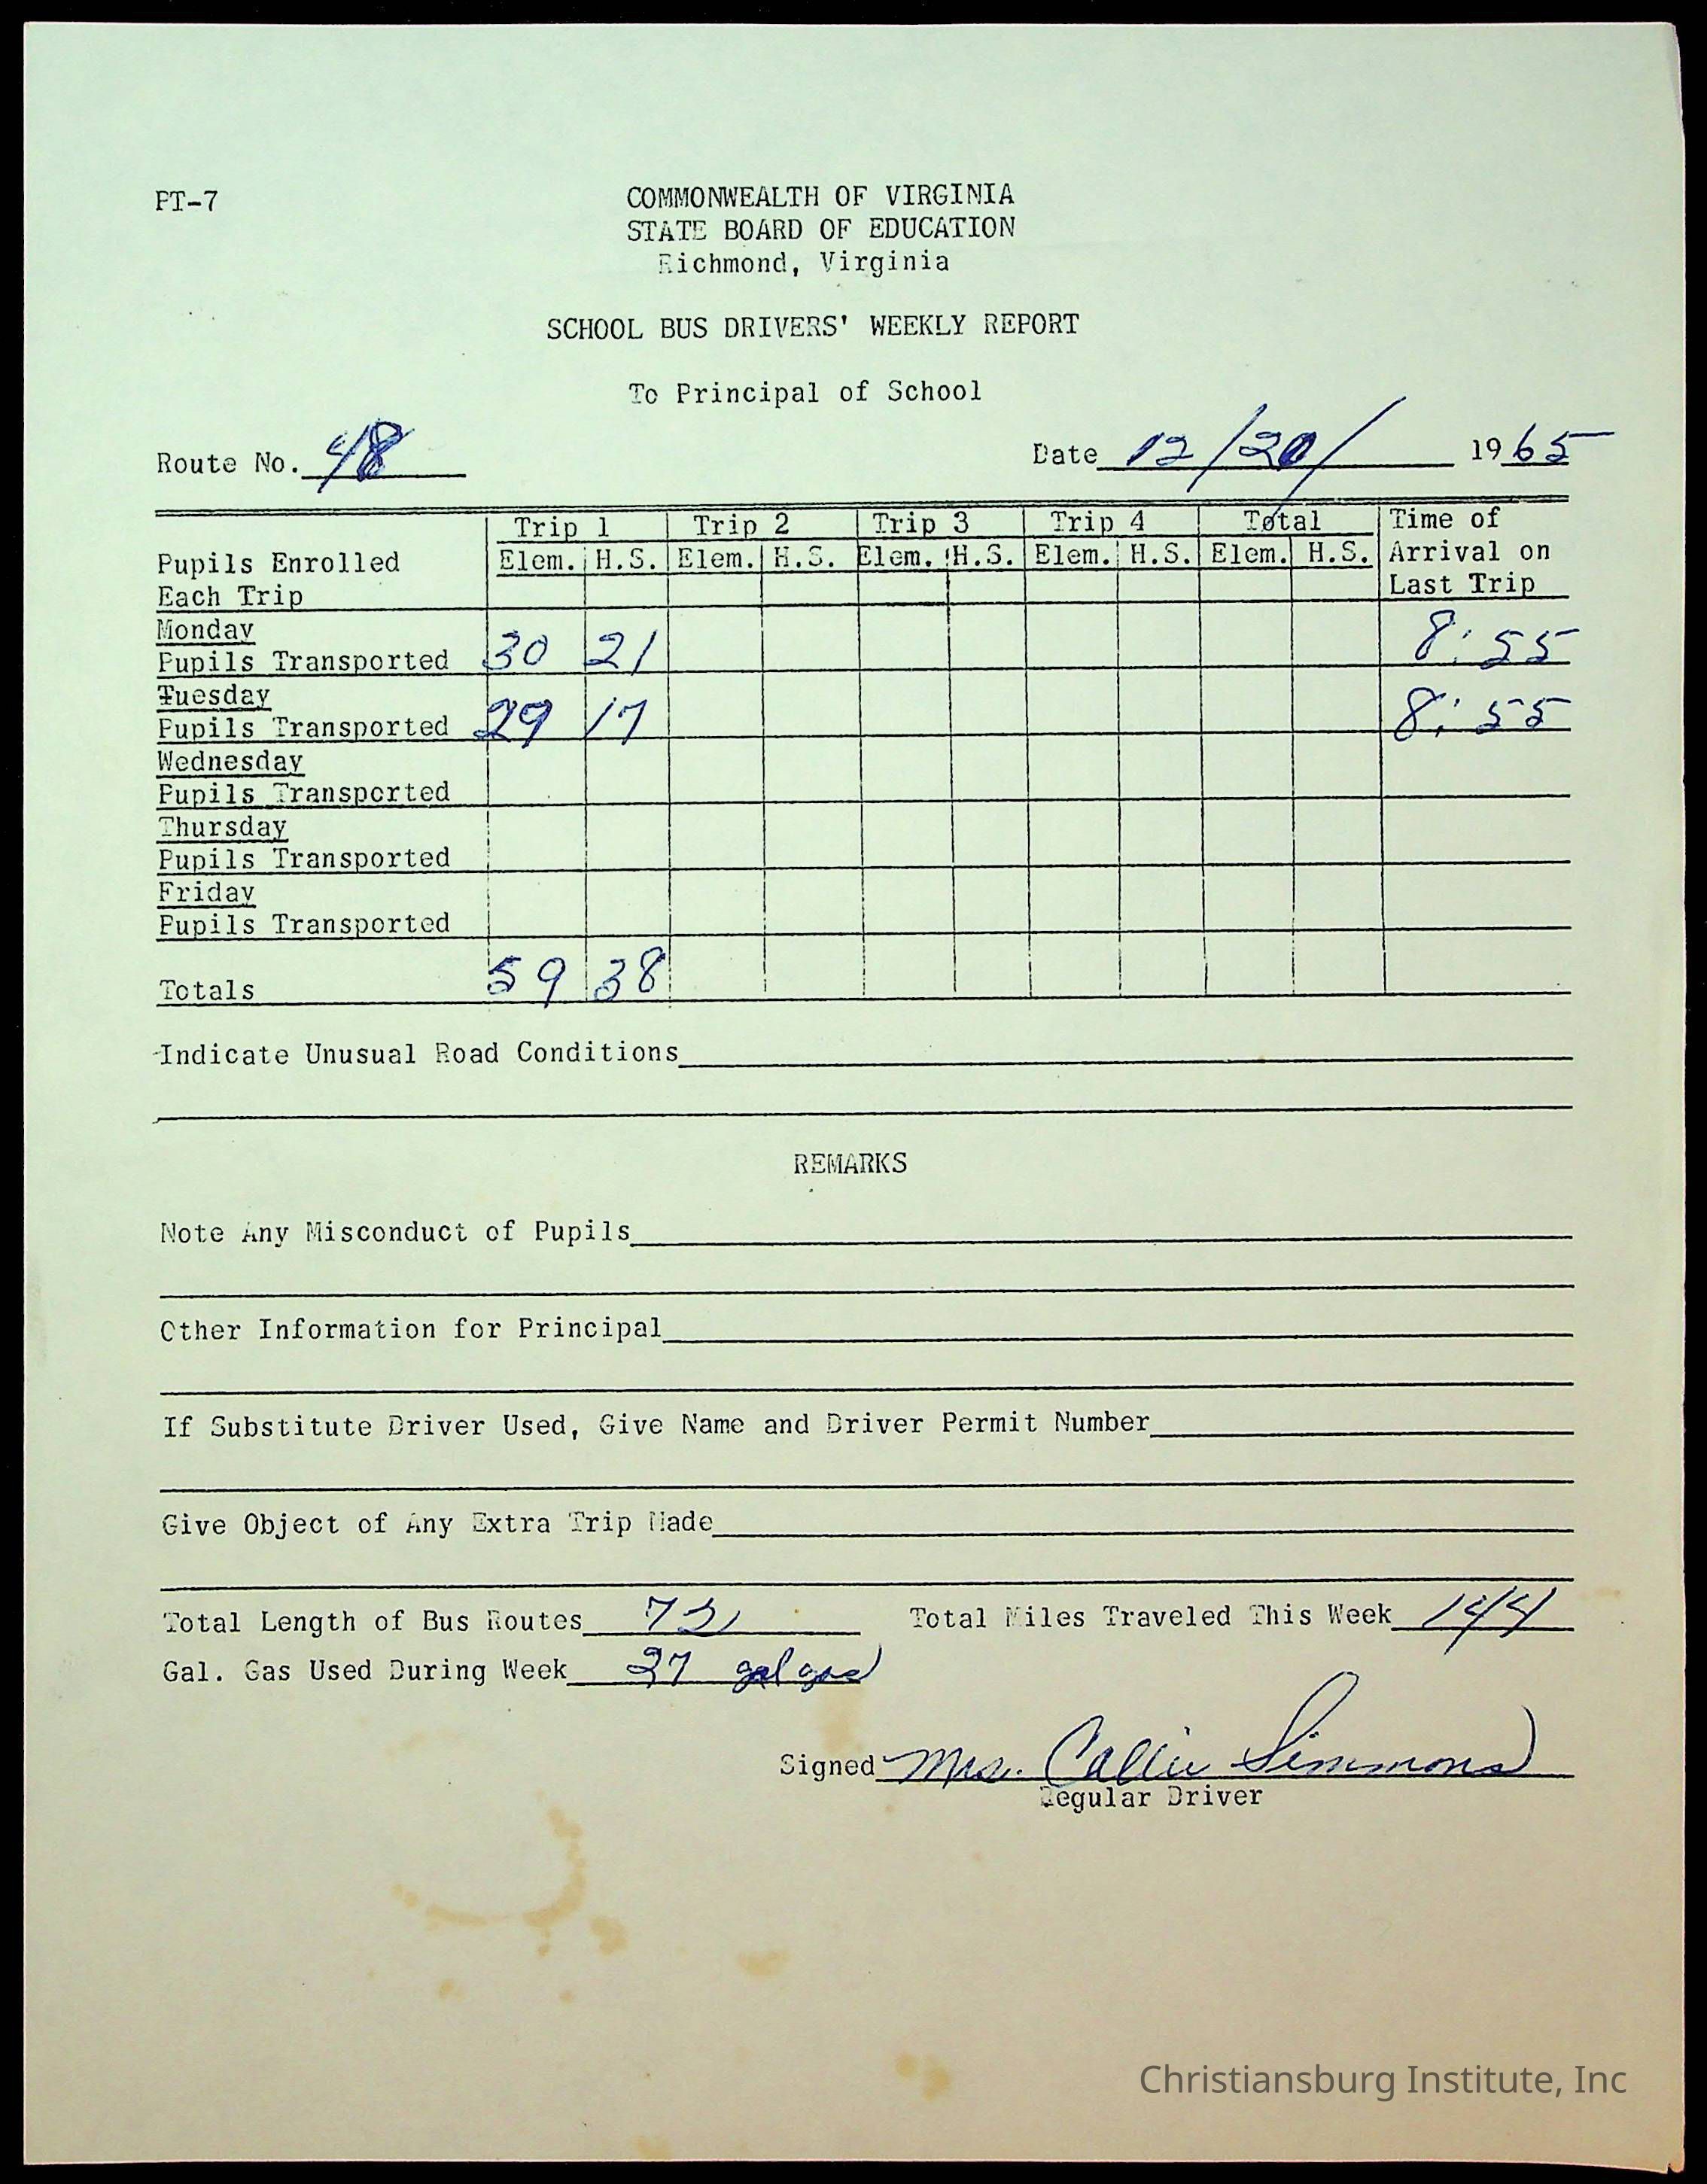 PT-7
COMMONWEALTH OF VIRGINIA
STATE BOARD OF EDUCATION
Richmond, Virginia
SCHOOL BUS DRIVERS' WEEKLY REPORT
To Principal of School
Route No. 48 Date 12/20/ 1965
Trip 1 Trip 2 Trip 3 Trip 4 Total Time of
Pupils Enrolled Elem. H.S. Elem. H.S. Elem. H.S. Elem. H.S. Elem. H.S. Arrival on
Each Trip Last Trip
Monday
Pupils Transported 30 21 8:55
Tuesday
Pupils Transported 29 17 8:55
Wednesday
Pupils Transported
Thursday
Pupils Transported
Friday
Pupils Transported
Totals 59 38
Indicate Unusual Road Conditions
REMARKS
Note Any Misconduct of Pupils
Other Information for Principal
If Substitute Driver Used, Give Name and Driver Permit Number
Give Object of Any Extra Trip Made
Total Length of Bus Routes 72 Total Miles Traveled This Week 144
Gal. Gas Used During Week 27 gal gas
Signed Mrs. Callie Simmons
Regular Driver
Christiansburg Institute, Inc